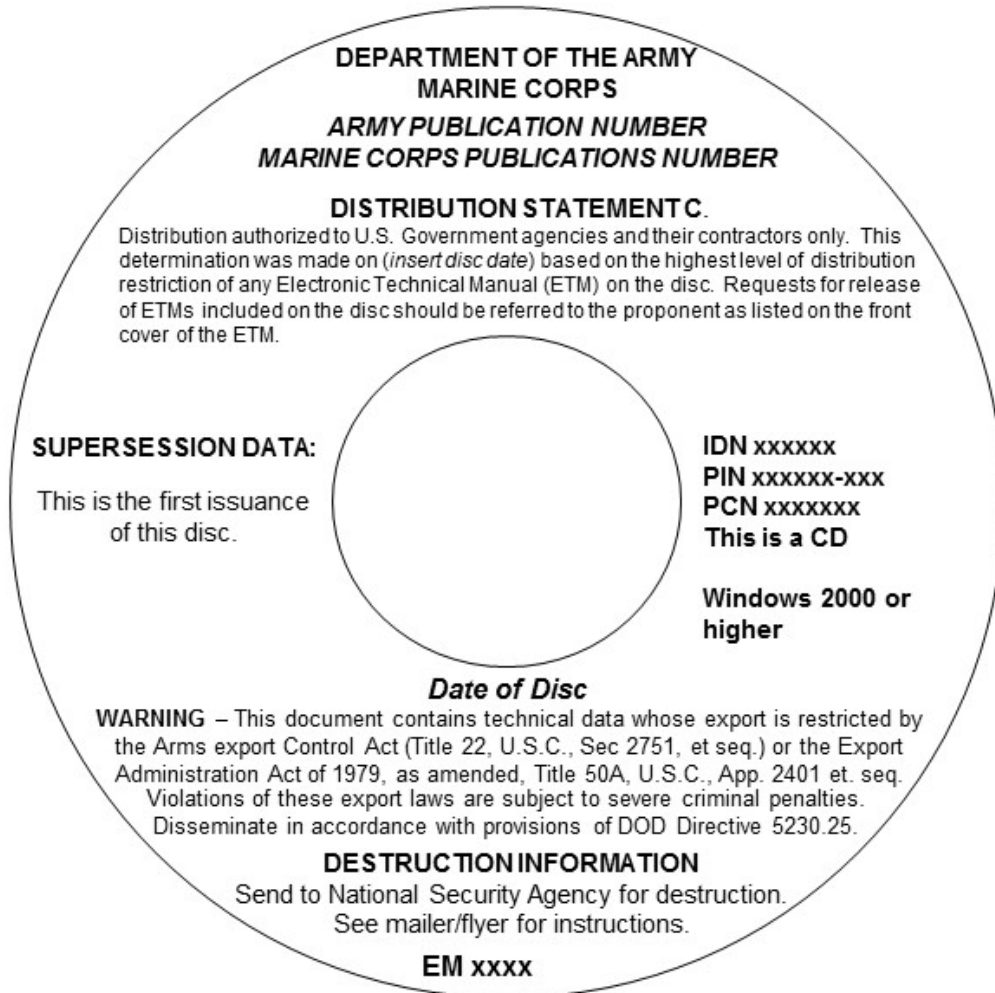 DEPARTMENT OF THE ARMY
MARINE CORPS
ARMY PUBLICATION NUMBER
MARINE CORPS PUBLICATIONS NUMBER
DISTRIBUTION STATEMENT C.
Distribution authorized to U.S. Government agencies and their contractors only. This
determination was made on (insert disc date) based on the highest level of distribution
restriction of any Electronic Technical Manual (ETM) on the disc. Requests for release
of ETMs included on the disc should be referred to the proponent as listed on the front
cover of the ETM.
SUPERSESSION DATA:
This is the first issuance
of this disc.
IDN xxxxxx
PIN xxxxxx-xxx
PCN xxxxxxx
This is a CD
Windows 2000 or
higher
Date of Disc
WARNING – This document contains technical data whose export is restricted by
the Arms export Control Act (Title 22, U.S.C., Sec 2751, et seq.) or the Export
Administration Act of 1979, as amended, Title 50A, U.S.C., App. 2401 et. seq.
Violations of these export laws are subject to severe criminal penalties.
Disseminate in accordance with provisions of DOD Directive 5230.25.
DESTRUCTION INFORMATION
Send to National Security Agency for destruction.
See mailer/flyer for instructions.
EM xxxx